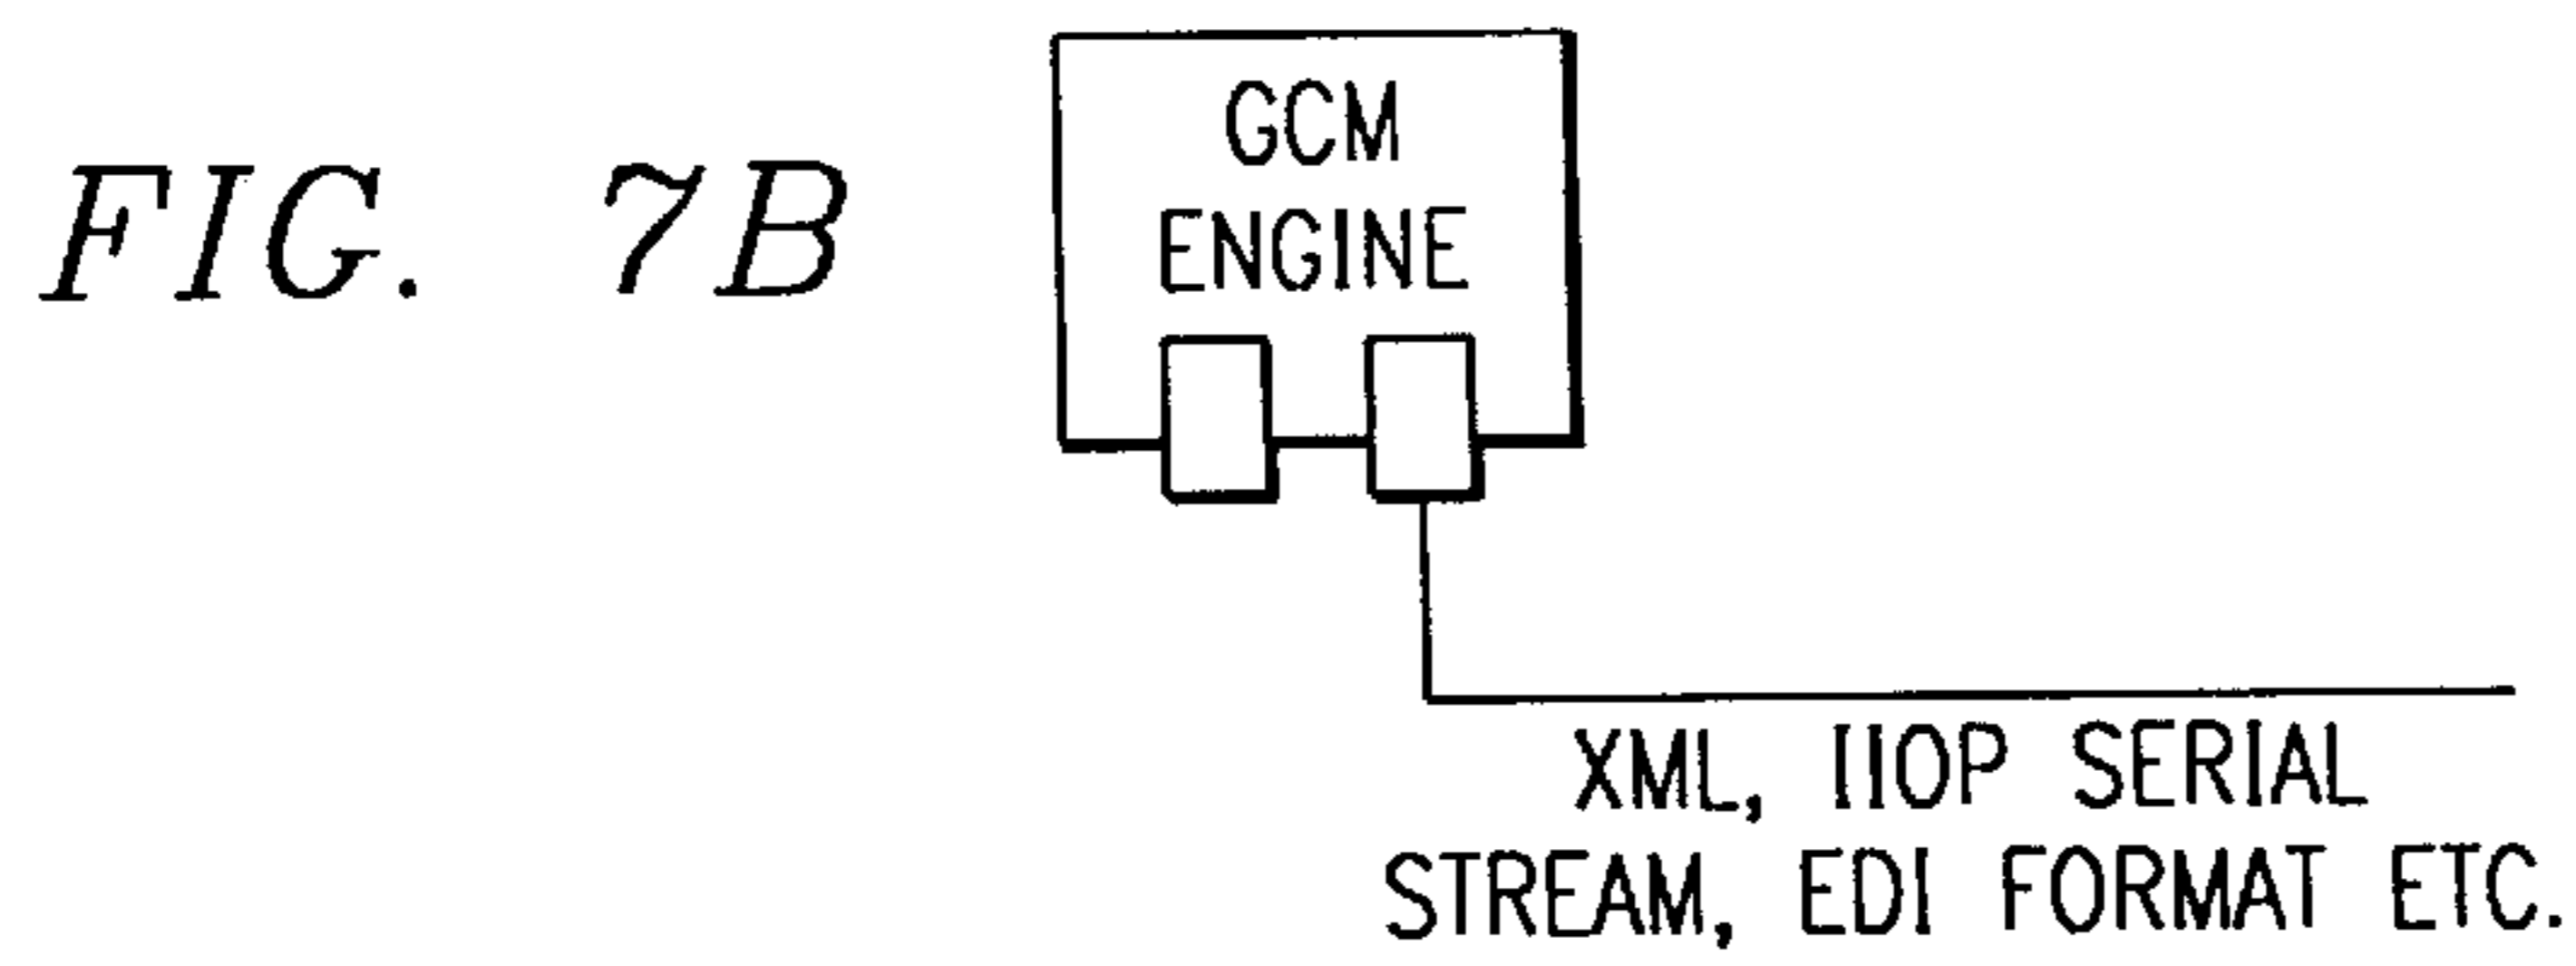 FIG. 7B
GCM
ENGINE
XML, IIOP SERIAL
STREAM, EDI FORMAT ETC.